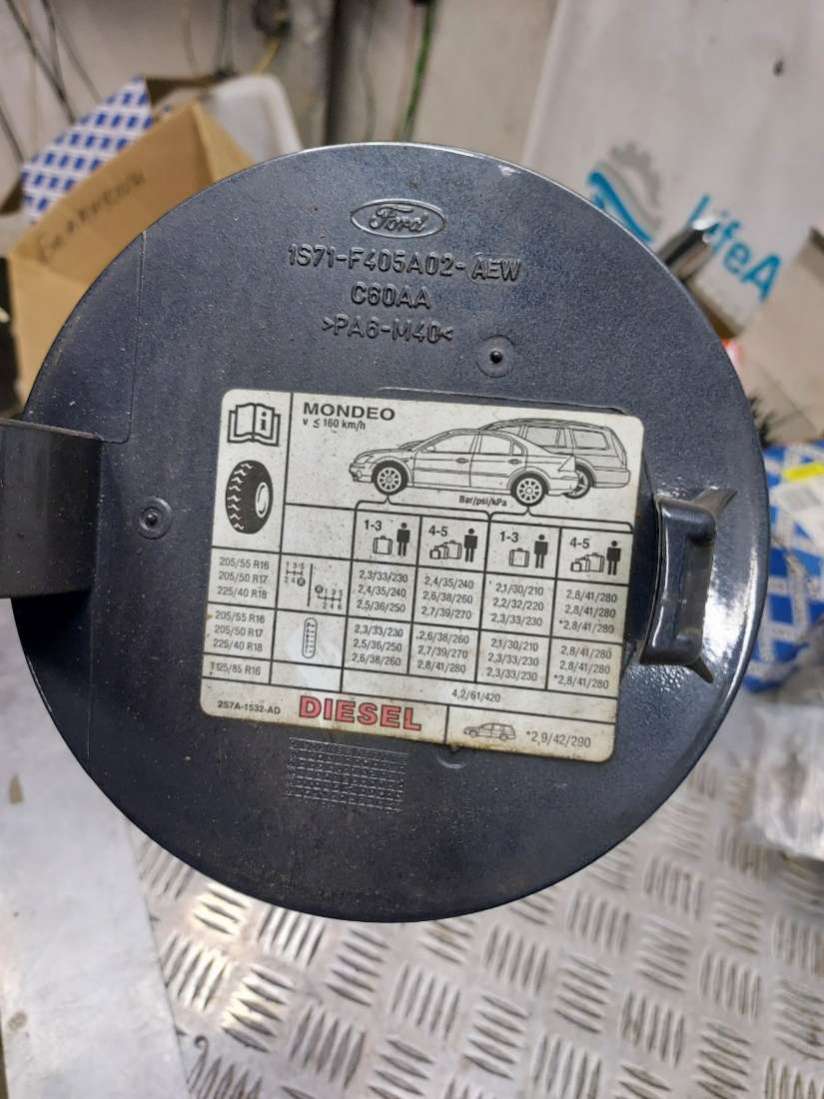 Ford
1S71-F405A02-AEW
C60AA
>PA6-M40<
lifeA
MONDEO
v ≤ 160 km/h
Bar/psi/kPa
1-3 4-5 1-3 4-5
205/55 R16 2,3/33/230 2,4/35/240 *2,1/30/210 2,8/41/280
205/50 R17 2,4/35/240 2,6/38/260 2,2/32/220 2,8/41/280
225/40 R18 2,5/36/250 2,7/39/270 2,3/33/230 *2,8/41/280
205/55 R16 2,3/33/230 2,6/38/260 2,1/30/210 2,8/41/280
205/50 R17 2,5/36/250 2,7/39/270 2,3/33/230 2,8/41/280
225/40 R18 2,6/38/260 2,8/41/280 2,3/33/230 *2,8/41/280
T125/85 R16 4,2/61/420
2S7A-1532-AD DIESEL *2,9/42/290